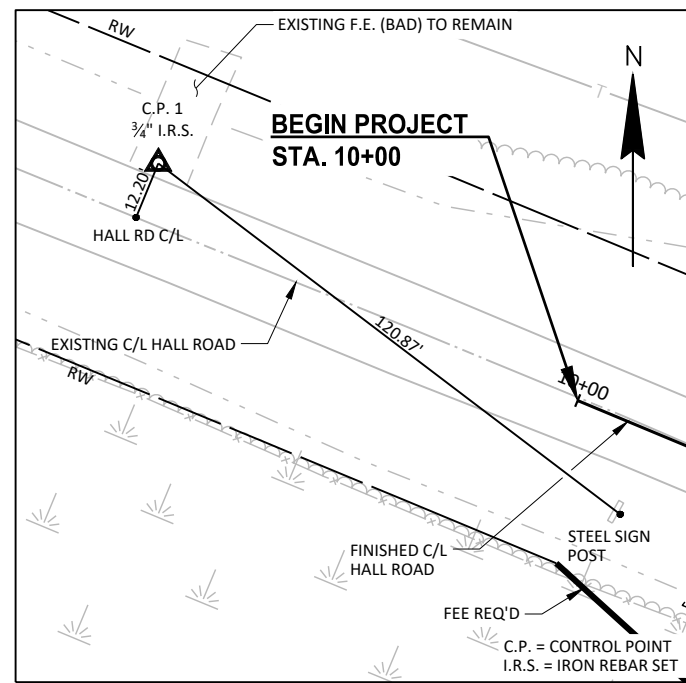 RW
EXISTING F.E. (BAD) TO REMAIN
N
C.P. 1
¾" I.R.S.
BEGIN PROJECT
STA. 10+00
T
12.20'
HALL RD C/L
EXISTING C/L HALL ROAD
120.87'
10+00
RW
STEEL SIGN
POST
FINISHED C/L
HALL ROAD
FEE REQ'D
C.P. = CONTROL POINT
I.R.S. = IRON REBAR SET